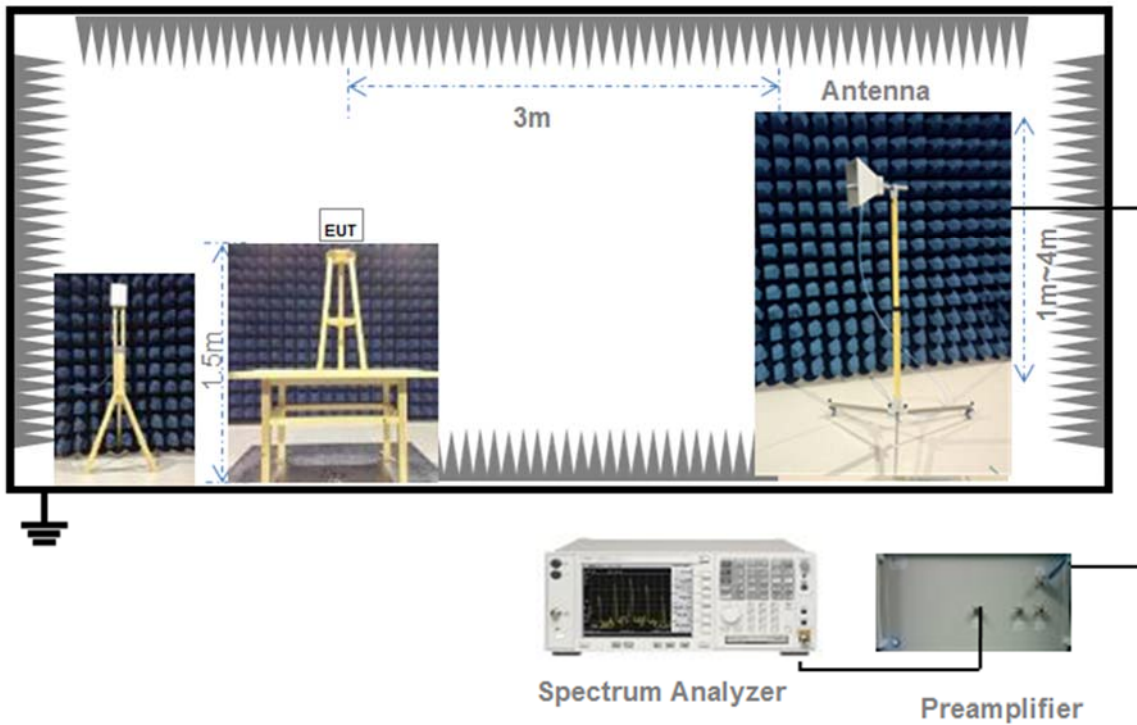 Antenna
3m
EUT
1.5m
1m~4m
Spectrum Analyzer
Preamplifier